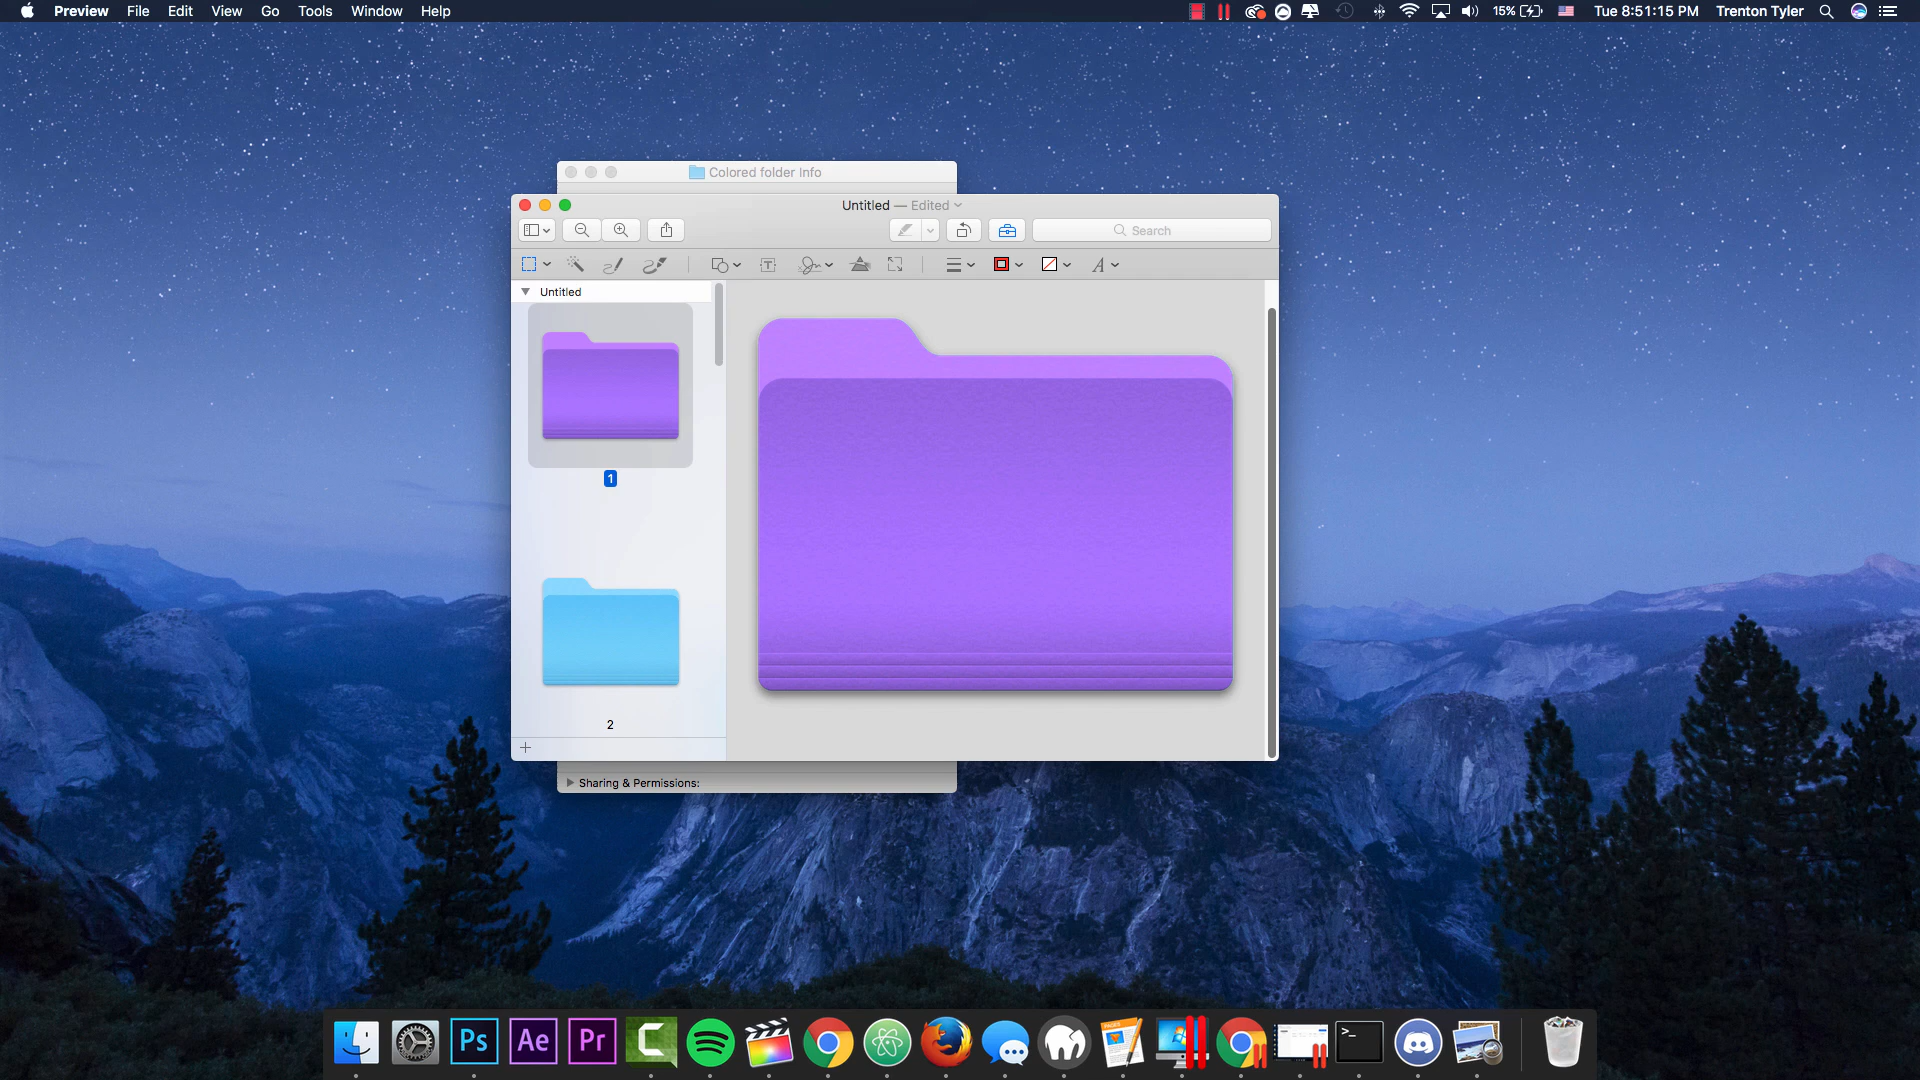 Preview File Edit View Go Tools Window Help 15% Tue 8:51:15 PM Trenton Tyler
Colored folder Info
Untitled — Edited
Search
T A
Untitled
1
2
Sharing & Permissions:
Ps Ae Pr C PAGES >_